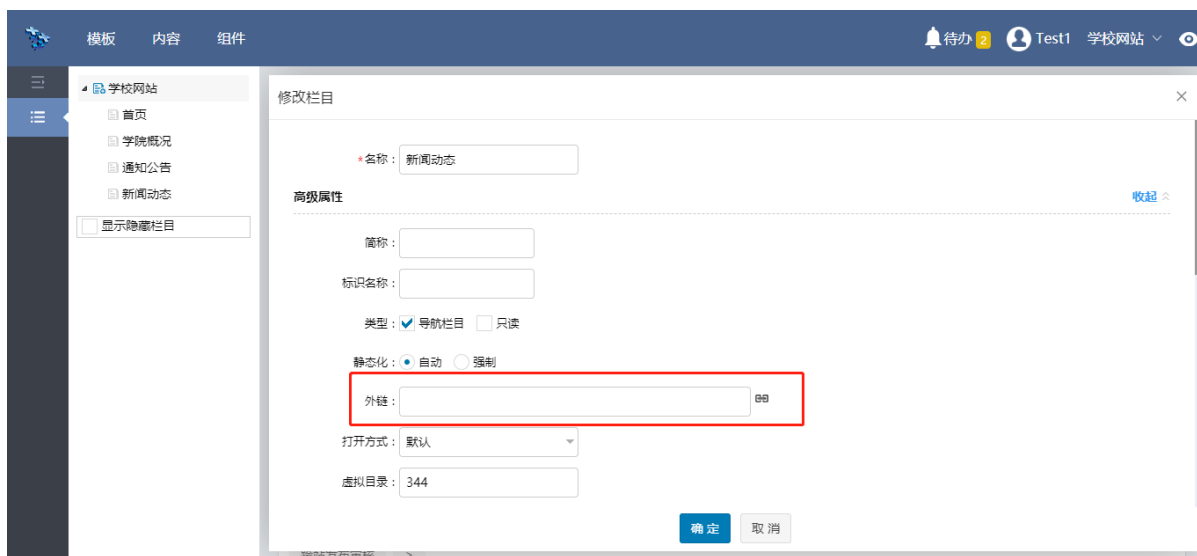 模板 内容 组件 待办 2 Test1 学校网站
学校网站
首页
学院概况
通知公告
新闻动态
显示隐藏栏目
修改栏目
*名称： 新闻动态
高级属性 收起
简称：
标识名称：
类型： 导航栏目 只读
静态化： 自动 强制
外链：
打开方式： 默认
虚拟目录： 344
确定 取消